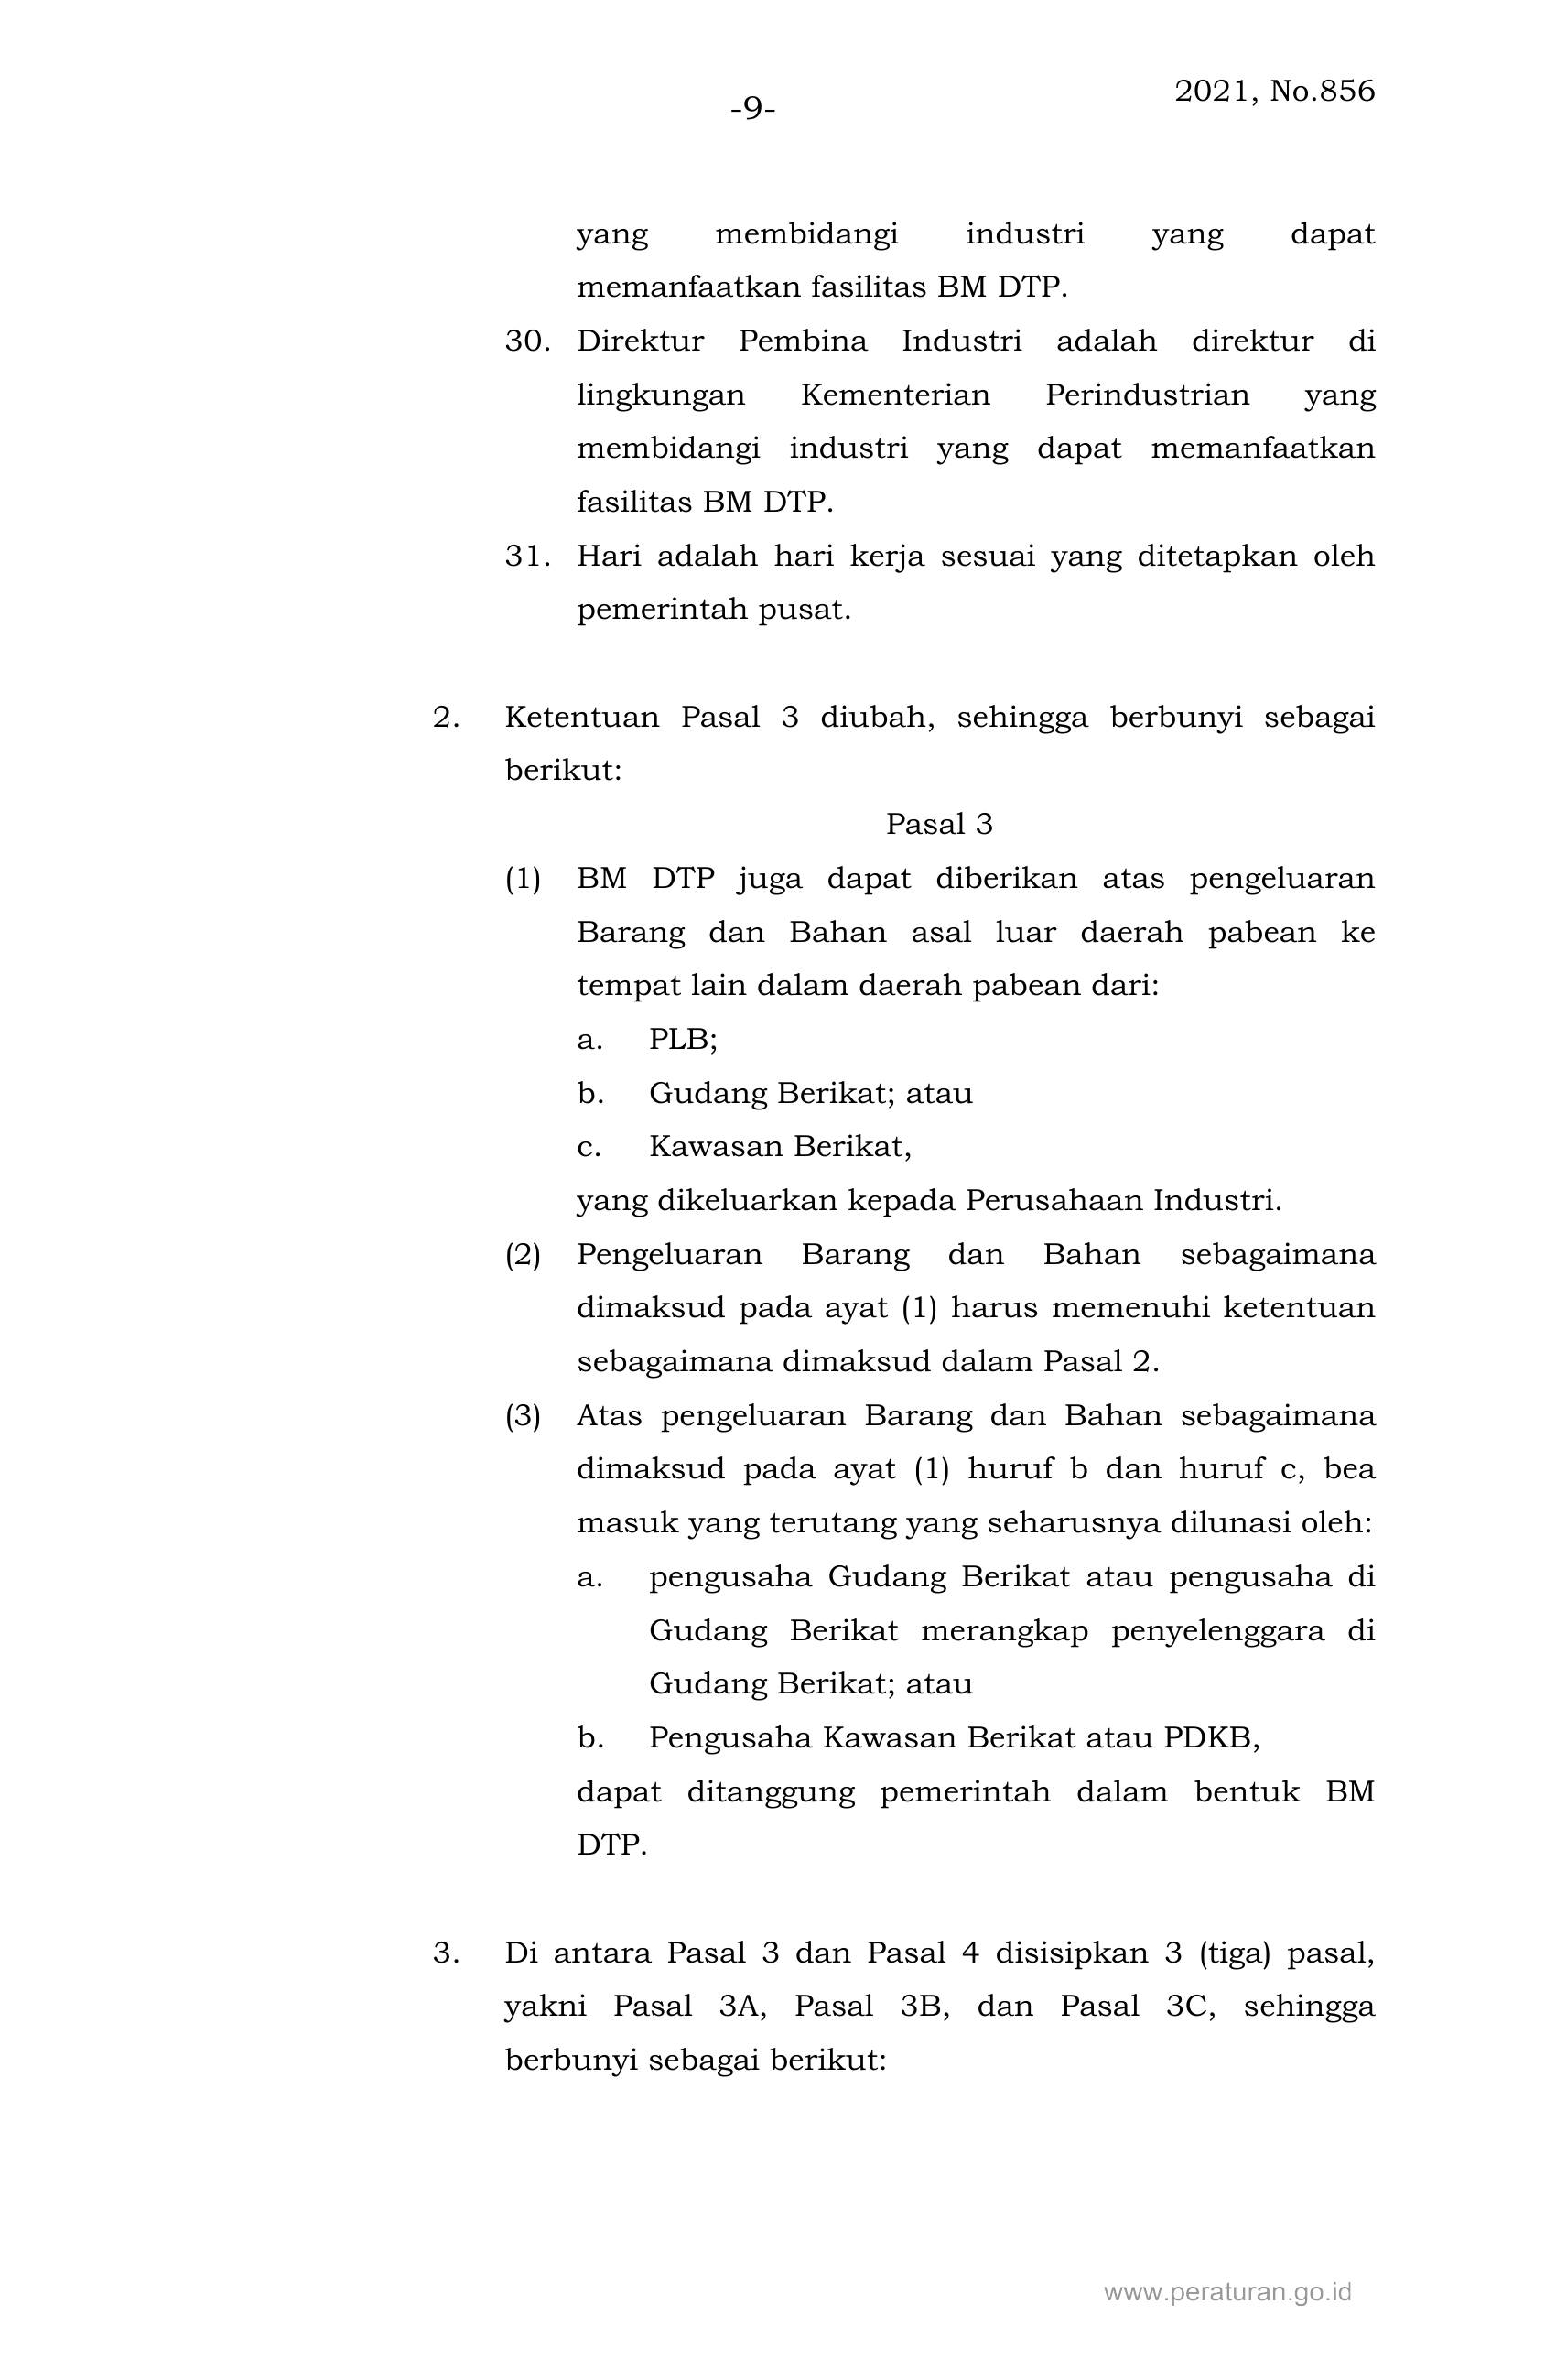 2021, No.856
-9-
yang membidangi industri yang dapat
memanfaatkan fasilitas BM DTP.
30. Direktur Pembina Industri adalah direktur di
lingkungan Kementerian Perindustrian yang
membidangi industri yang dapat memanfaatkan
fasilitas BM DTP.
31. Hari adalah hari kerja sesuai yang ditetapkan oleh
pemerintah pusat.
2. Ketentuan Pasal 3 diubah, sehingga berbunyi sebagai
berikut:
Pasal 3
(1) BM DTP juga dapat diberikan atas pengeluaran
Barang dan Bahan asal luar daerah pabean ke
tempat lain dalam daerah pabean dari:
a. PLB;
b. Gudang Berikat; atau
c. Kawasan Berikat,
yang dikeluarkan kepada Perusahaan Industri.
(2) Pengeluaran Barang dan Bahan sebagaimana
dimaksud pada ayat (1) harus memenuhi ketentuan
sebagaimana dimaksud dalam Pasal 2.
(3) Atas pengeluaran Barang dan Bahan sebagaimana
dimaksud pada ayat (1) huruf b dan huruf c, bea
masuk yang terutang yang seharusnya dilunasi oleh:
a. pengusaha Gudang Berikat atau pengusaha di
Gudang Berikat merangkap penyelenggara di
Gudang Berikat; atau
b. Pengusaha Kawasan Berikat atau PDKB,
dapat ditanggung pemerintah dalam bentuk BM
DTP.
3. Di antara Pasal 3 dan Pasal 4 disisipkan 3 (tiga) pasal,
yakni Pasal 3A, Pasal 3B, dan Pasal 3C, sehingga
berbunyi sebagai berikut:
www.peraturan.go.id